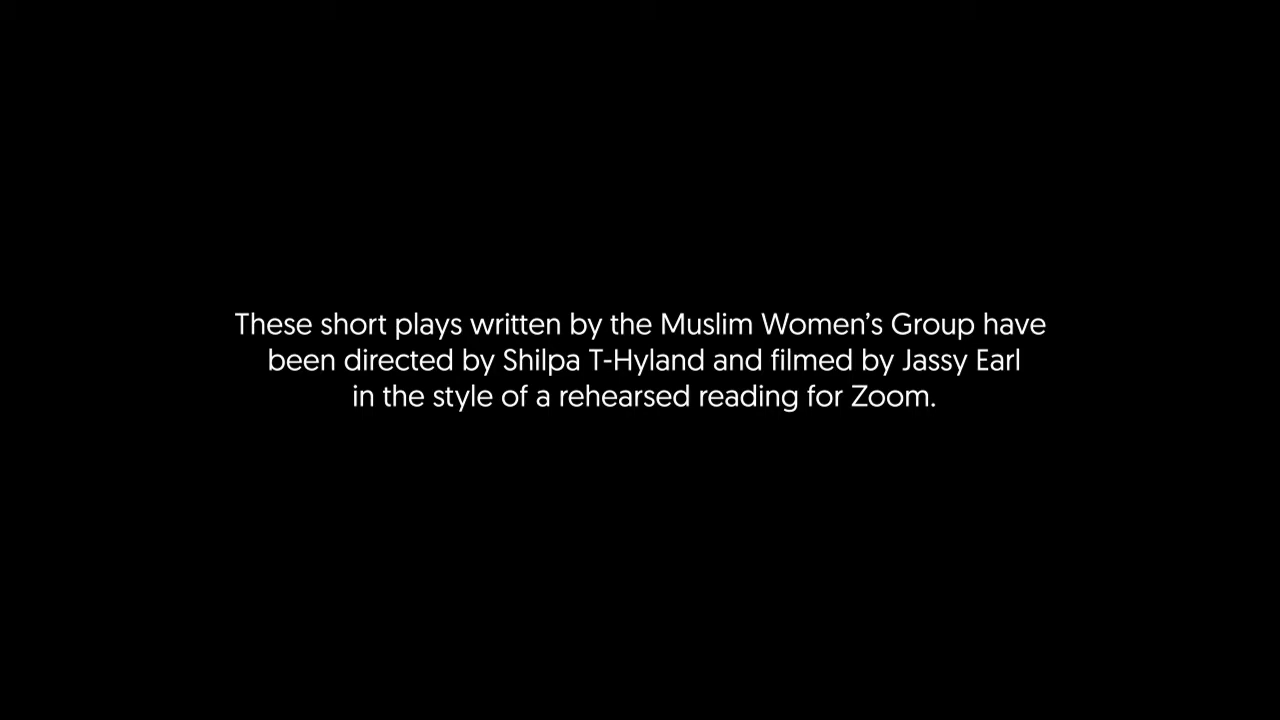 These short plays written by the Muslim Women’s Group have
been directed by Shilpa T-Hyland and filmed by Jassy Earl
in the style of a rehearsed reading for Zoom.